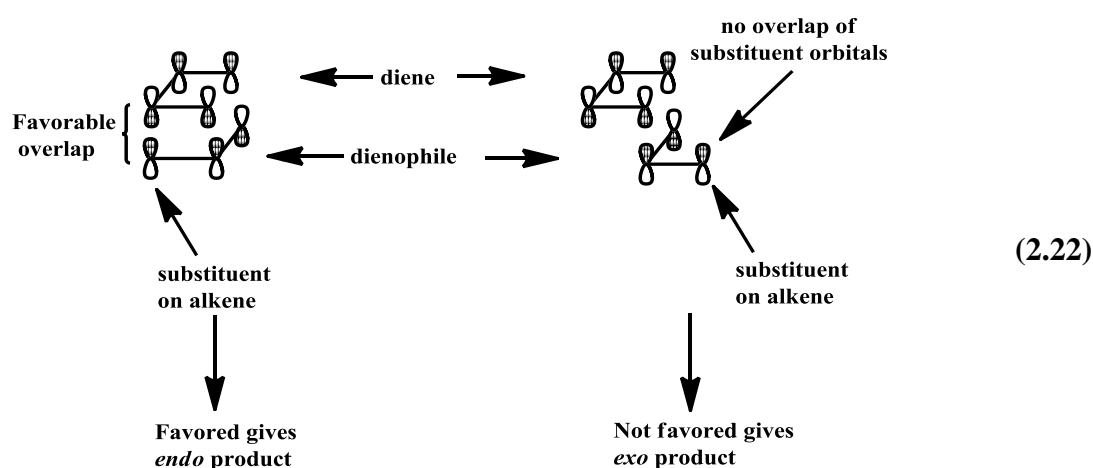 no overlap of
substituent orbitals
diene
Favorable
overlap
dienophile
(2.22)
substituent
on alkene
substituent
on alkene
Favored gives
endo product
Not favored gives
exo product